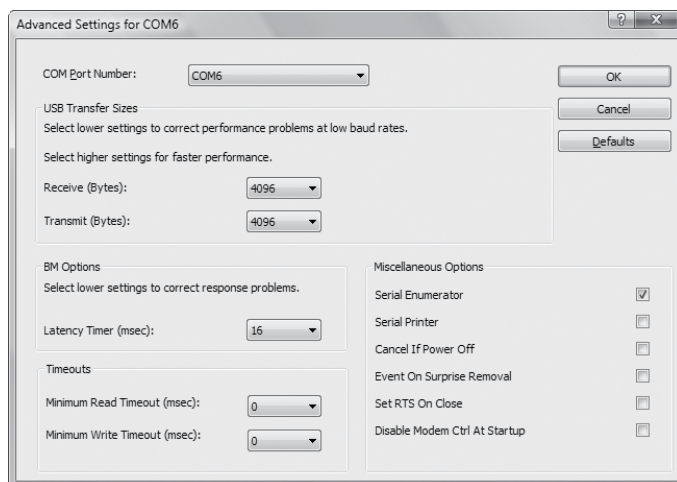 Advanced Settings for COM6
COM Port Number:
COM6
OK
Cancel
Defaults
USB Transfer Sizes
Select lower settings to correct performance problems at low baud rates.
Select higher settings for faster performance.
Receive (Bytes):
4096
Transmit (Bytes):
4096
BM Options
Select lower settings to correct response problems.
Latency Timer (msec):
16
Timeouts
Minimum Read Timeout (msec):
0
Minimum Write Timeout (msec):
0
Miscellaneous Options
Serial Enumerator
Serial Printer
Cancel If Power Off
Event On Surprise Removal
Set RTS On Close
Disable Modem Ctrl At Startup